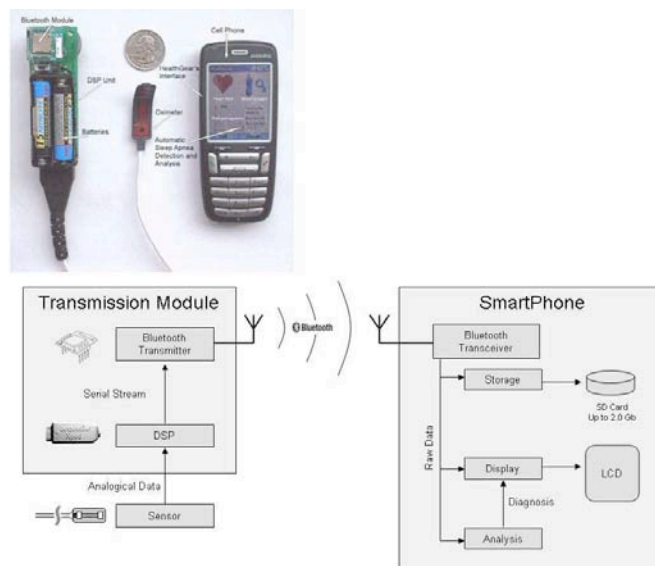 Bluetooth Module
DSP Unit
Batteries
Cell Phone
HealthGear's
Interface
Oximeter
Automatic
Sleep Apnea
Detection and
Analysis
Transmission Module
Bluetooth
Transmitter
Serial Stream
DSP
Analogical Data
Sensor
Bluetooth
SmartPhone
Bluetooth
Transceiver
Raw Data
Storage
SD Card
Up to 2.0 Gb
Display
LCD
Diagnosis
Analysis